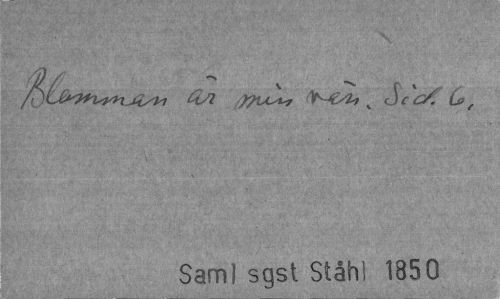 Blomman är min vän. Sid. 6.
Saml sgst Ståhl 1850